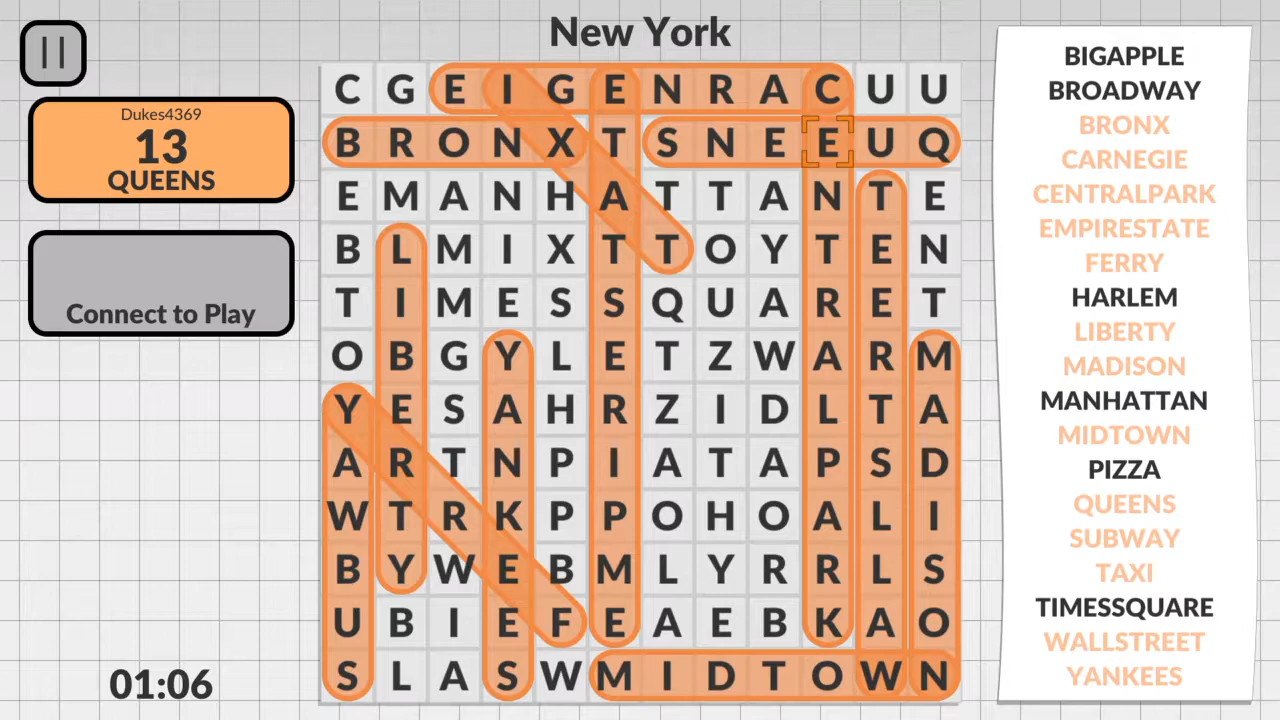 New York
Dukes4369
13
QUEENS
Connect to Play
01:06
C G E I G E N R A C U U
B R O N X T S N E E U Q
E M A N H A T T A N T E
B L M I X T T O Y T E N
T I M E S S Q U A R E T
O B G Y L E T Z W A R M
Y E S A H R Z I D L T A
A R T N P I A T A P S D
W T R K P P O H O A L I
B Y W E B M L Y R R L S
U B I E F E A E B K A O
S L A S W M I D T O W N
BIGAPPLE
BROADWAY
BRONX
CARNEGIE
CENTRALPARK
EMPIRESTATE
FERRY
HARLEM
LIBERTY
MADISON
MANHATTAN
MIDTOWN
PIZZA
QUEENS
SUBWAY
TAXI
TIMESSQUARE
WALLSTREET
YANKEES